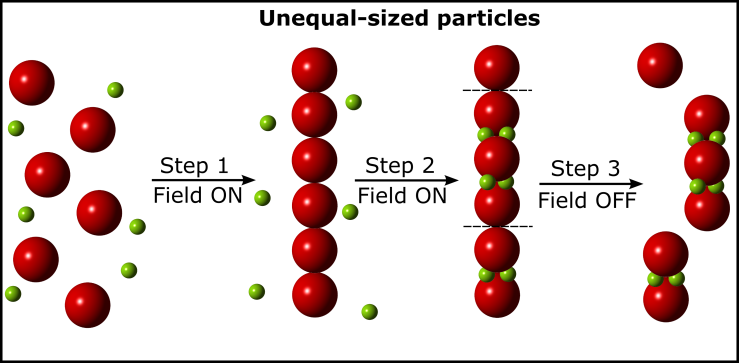 Unequal-sized particles
Step 1
Field ON
Step 2
Field ON
Step 3
Field OFF